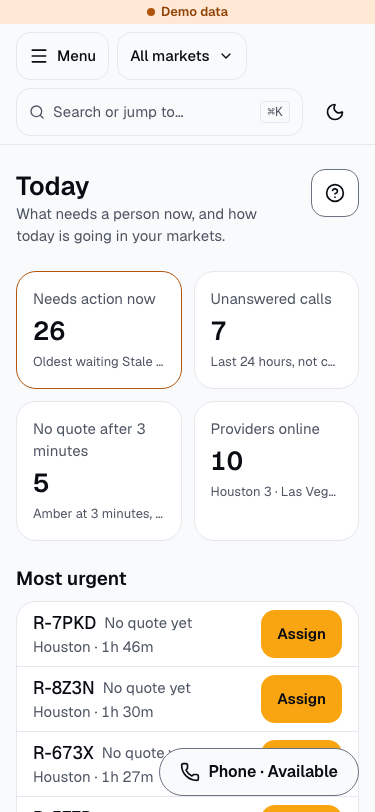 Demo data
Menu
All markets
Search or jump to...
⌘K
Today
What needs a person now, and how
today is going in your markets.
Needs action now
26
Oldest waiting Stale ...
Unanswered calls
7
Last 24 hours, not c...
No quote after 3
minutes
5
Amber at 3 minutes, ...
Providers online
10
Houston 3 · Las Veg...
Most urgent
R-7PKD No quote yet
Houston · 1h 46m
Assign
R-8Z3N No quote yet
Houston · 1h 30m
Assign
R-673X No quote
Houston · 1h 27m
Phone · Available